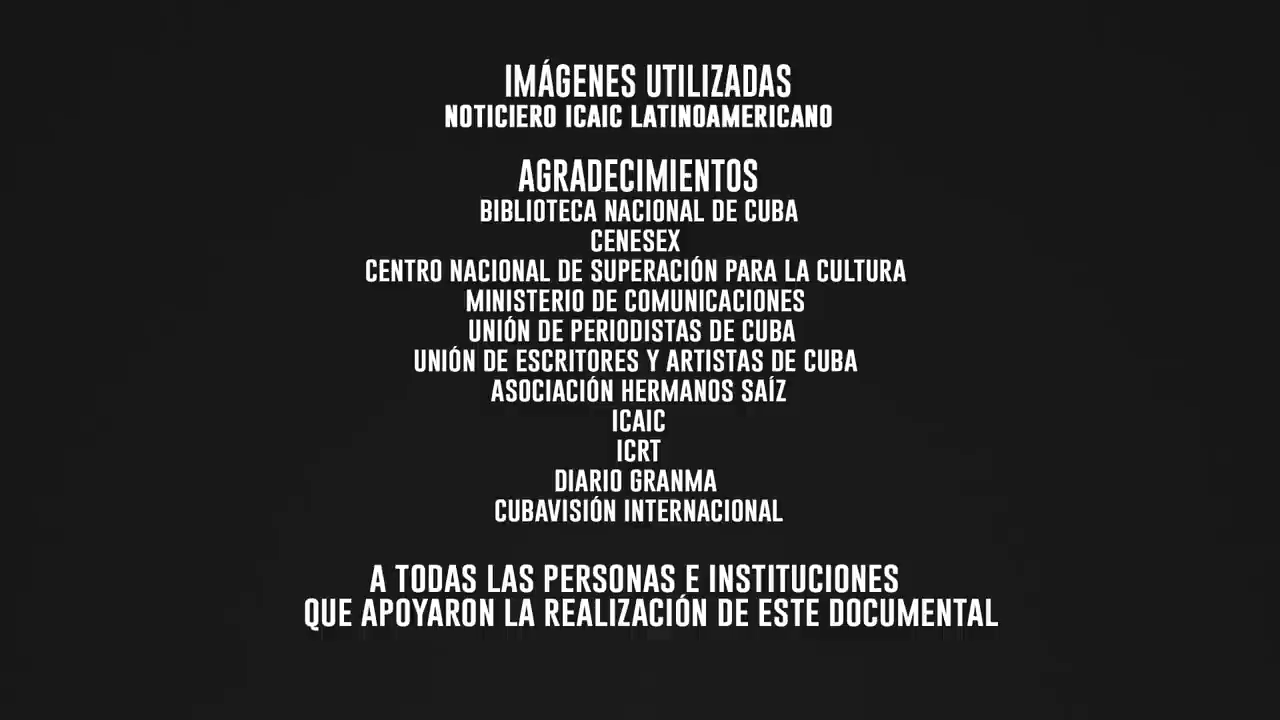 IMÁGENES UTILIZADAS
NOTICIERO ICAIC LATINOAMERICANO
AGRADECIMIENTOS
BIBLIOTECA NACIONAL DE CUBA
CENESEX
CENTRO NACIONAL DE SUPERACIÓN PARA LA CULTURA
MINISTERIO DE COMUNICACIONES
UNIÓN DE PERIODISTAS DE CUBA
UNIÓN DE ESCRITORES Y ARTISTAS DE CUBA
ASOCIACIÓN HERMANOS SAÍZ
ICAIC
ICRT
DIARIO GRANMA
CUBAVISIÓN INTERNACIONAL
A TODAS LAS PERSONAS E INSTITUCIONES
QUE APOYARON LA REALIZACIÓN DE ESTE DOCUMENTAL